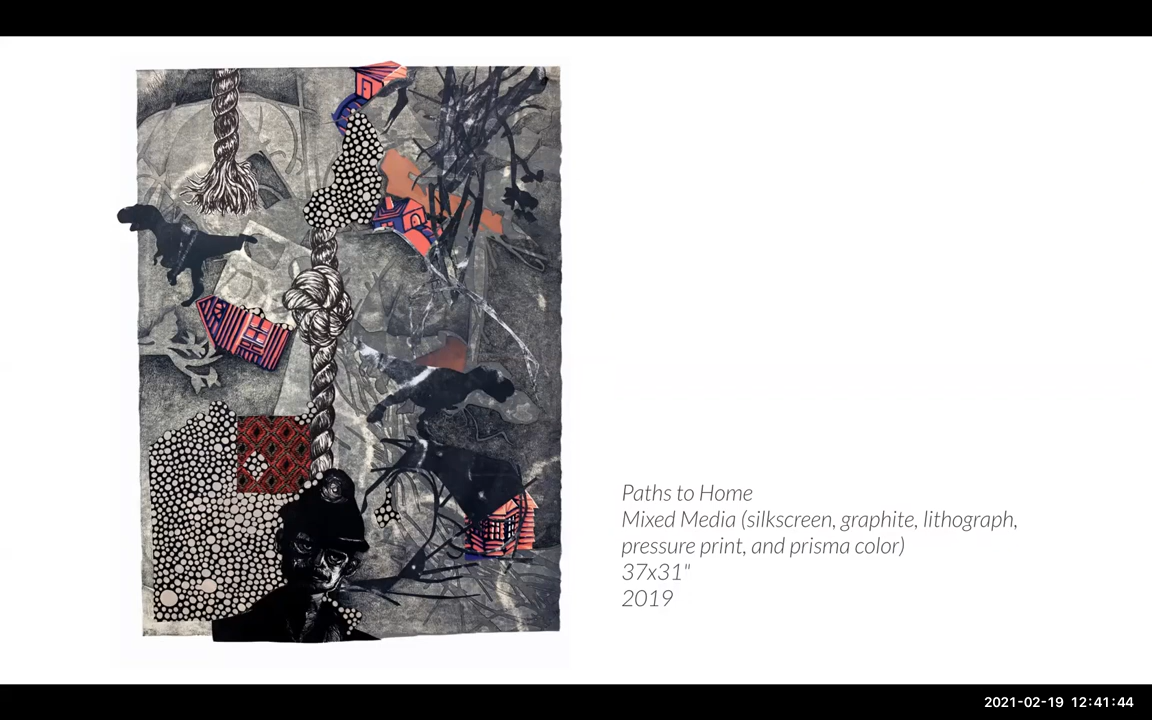 Paths to Home
Mixed Media (silkscreen, graphite, lithograph,
pressure print, and prisma color)
37x31"
2019
2021-02-19 12:41:44